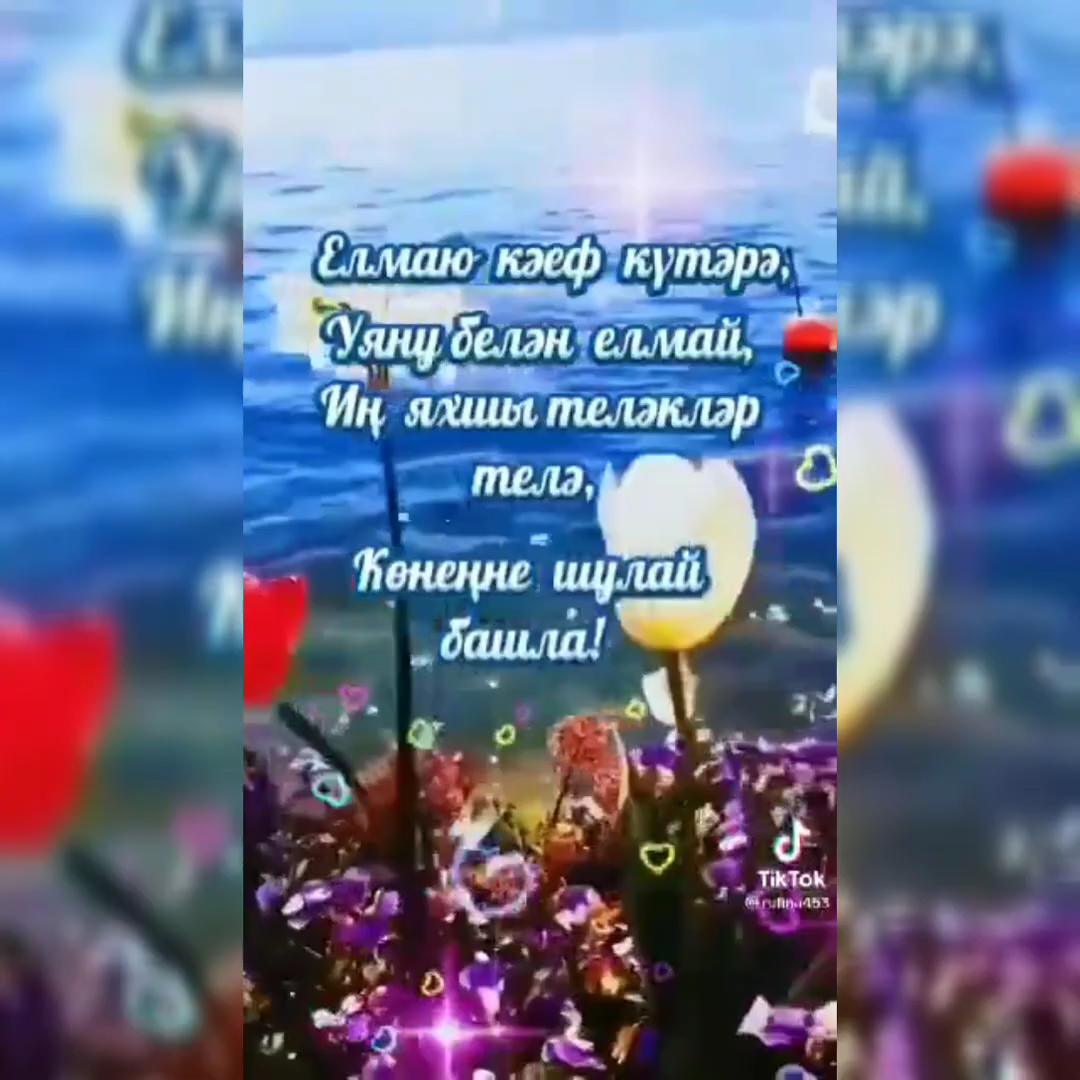 Елмаю кәеф күтәрә,
Уяну белән елмай,
Иң яхшы теләкләр
телә,
Көнеңне шулай
башла!
TikTok